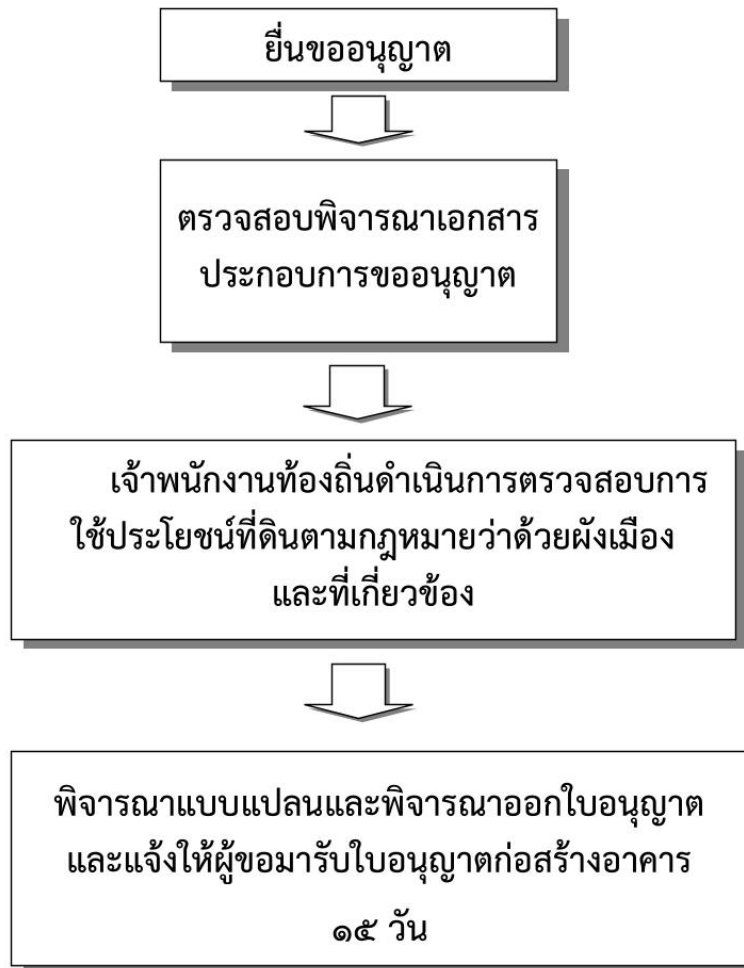 ยื่นขออนุญาต
ตรวจสอบพิจารณาเอกสาร
ประกอบการขออนุญาต
เจ้าพนักงานท้องถิ่นดำเนินการตรวจสอบการ
ใช้ประโยชน์ที่ดินตามกฎหมายว่าด้วยผังเมือง
และที่เกี่ยวข้อง
พิจารณาแบบแปลนและพิจารณาออกใบอนุญาต
และแจ้งให้ผู้ขอมารับใบอนุญาตก่อสร้างอาคาร
๑๕ วัน